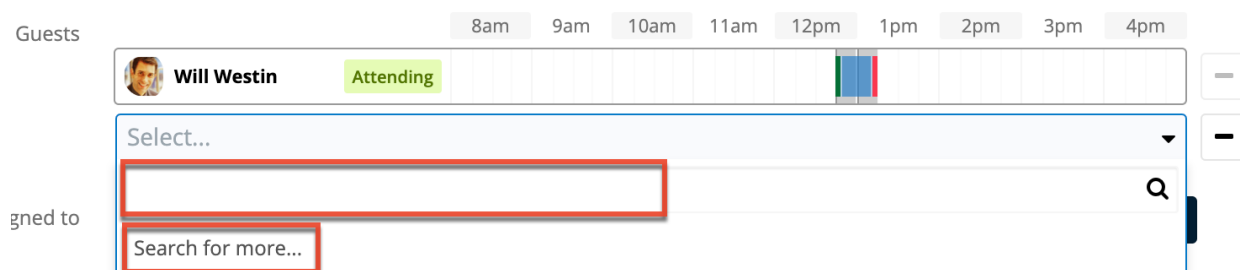 Guests 8am 9am 10am 11am 12pm 1pm 2pm 3pm 4pm
Will Westin Attending
Select...
gned to
Search for more...